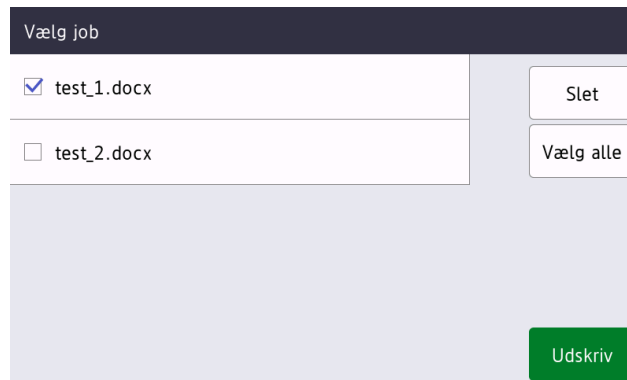 Vælg job
test_1.docx
Slet
test_2.docx
Vælg alle
Udskriv